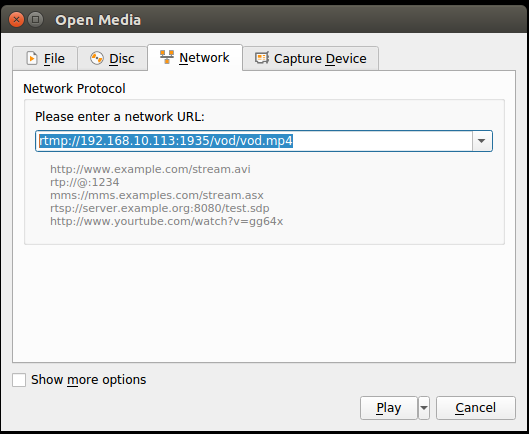 Open Media
File
Disc
Network
Capture Device
Network Protocol
Please enter a network URL:
rtmp://192.168.10.113:1935/vod/vod.mp4
http://www.example.com/stream.avi
rtp://@:1234
mms://mms.examples.com/stream.asx
rtsp://server.example.org:8080/test.sdp
http://www.yourtube.com/watch?v=gg64x
Show more options
Play
Cancel